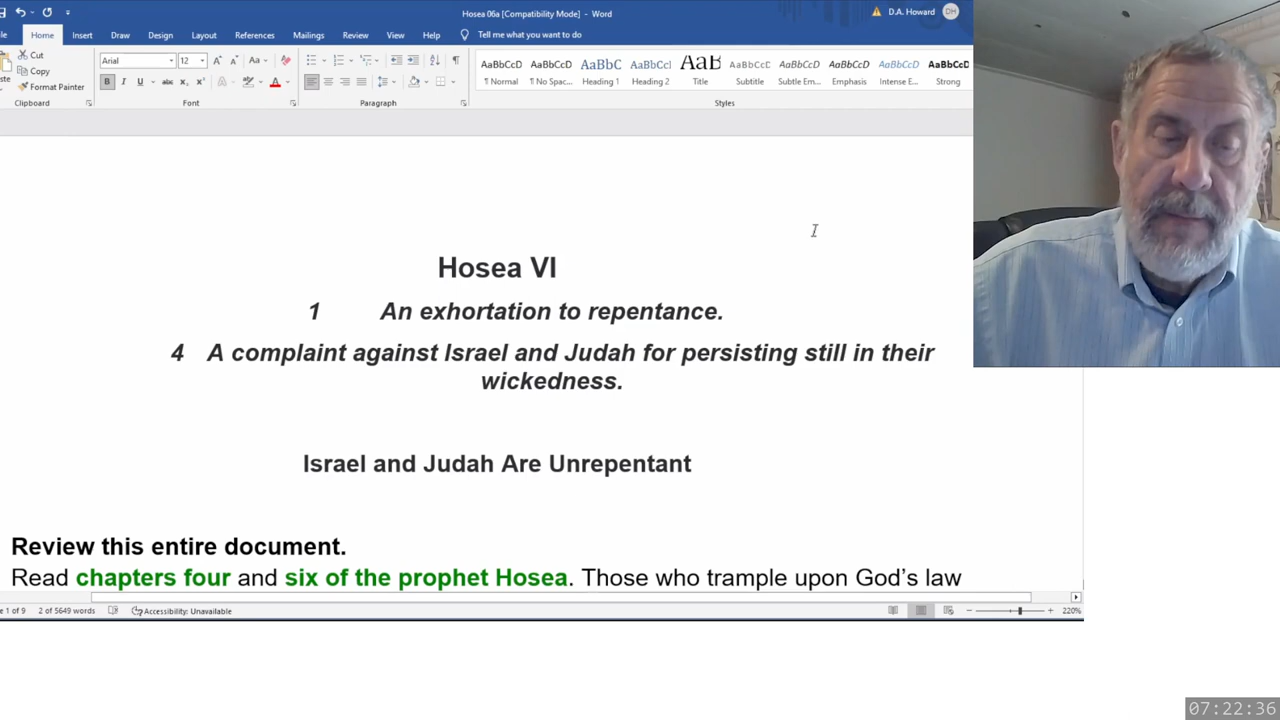 Hosea 06a [Compatibility Mode] - Word
D.A. Howard
DH
Home Insert Draw Design Layout References Mailings Review View Help Tell me what you want to do
Cut
Copy
Format Painter
Clipboard
Arial 12
Font
Paragraph
AaBbCcD AaBbCcD AaBbC AaBbCcI AaB AaBbCcC AaBbCcD AaBbCcD AaBbCcD AaBbCcD
¶ Normal ¶ No Spac... Heading 1 Heading 2 Title Subtitle Subtle Em... Emphasis Intense E... Strong
Styles
Hosea VI
1 An exhortation to repentance.
4 A complaint against Israel and Judah for persisting still in their
wickedness.
Israel and Judah Are Unrepentant
Review this entire document.
Read chapters four and six of the prophet Hosea. Those who trample upon God’s law
e 1 of 9 2 of 5649 words Accessibility: Unavailable 220%
07:22:36